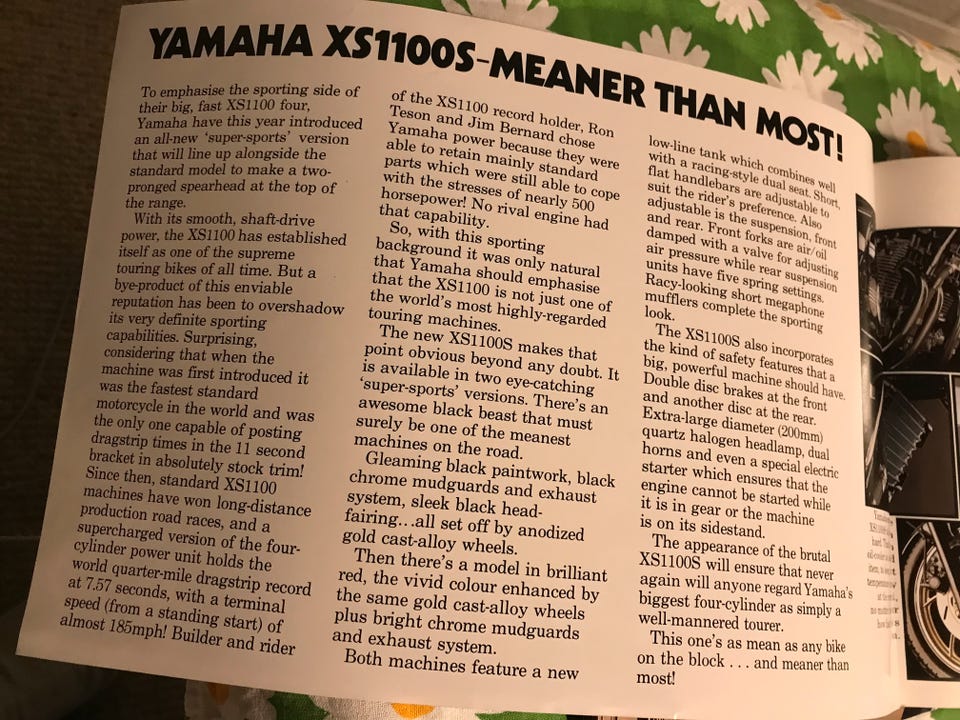 YAMAHA XS1100S-MEANER THAN MOST!
To emphasise the sporting side of
their big, fast XS1100 four,
Yamaha have this year introduced
an all-new ‘super-sports’ version
that will line up alongside the
standard model to make a two-
pronged spearhead at the top of
the range.
With its smooth, shaft-drive
power, the XS1100 has established
itself as one of the supreme
touring bikes of all time. But a
bye-product of this enviable
reputation has been to overshadow
its very definite sporting
capabilities. Surprising,
considering that when the
machine was first introduced it
was the fastest standard
motorcycle in the world and was
the only one capable of posting
dragstrip times in the 11 second
bracket in absolutely stock trim!
Since then, standard XS1100
machines have won long-distance
production road races, and a
supercharged version of the four-
cylinder power unit holds the
world quarter-mile dragstrip record
at 7.57 seconds, with a terminal
speed (from a standing start) of
almost 185mph! Builder and rider
of the XS1100 record holder, Ron
Teson and Jim Bernard chose
Yamaha power because they were
able to retain mainly standard
parts which were still able to cope
with the stresses of nearly 500
horsepower! No rival engine had
that capability.
So, with this sporting
background it was only natural
that Yamaha should emphasise
that the XS1100 is not just one of
the world's most highly-regarded
touring machines.
The new XS1100S makes that
point obvious beyond any doubt. It
is available in two eye-catching
‘super-sports’ versions. There's an
awesome black beast that must
surely be one of the meanest
machines on the road.
Gleaming black paintwork, black
chrome mudguards and exhaust
system, sleek black head-
fairing...all set off by anodized
gold cast-alloy wheels.
Then there's a model in brilliant
red, the vivid colour enhanced by
the same gold cast-alloy wheels
plus bright chrome mudguards
and exhaust system.
Both machines feature a new
low-line tank which combines well
with a racing-style dual seat. Short,
flat handlebars are adjustable to
suit the rider's preference. Also
adjustable is the suspension, front
and rear. Front forks are air/oil
damped with a valve for adjusting
air pressure while rear suspension
units have five spring settings.
Racy-looking short megaphone
mufflers complete the sporting
look.
The XS1100S also incorporates
the kind of safety features that a
big, powerful machine should have.
Double disc brakes at the front
and another disc at the rear.
Extra-large diameter (200mm)
quartz halogen headlamp, dual
horns and even a special electric
starter which ensures that the
engine cannot be started while
it is in gear or the machine
is on its sidestand.
The appearance of the brutal
XS1100S will ensure that never
again will anyone regard Yamaha's
biggest four-cylinder as simply a
well-mannered tourer.
This one's as mean as any bike
on the block . . . and meaner than
most!